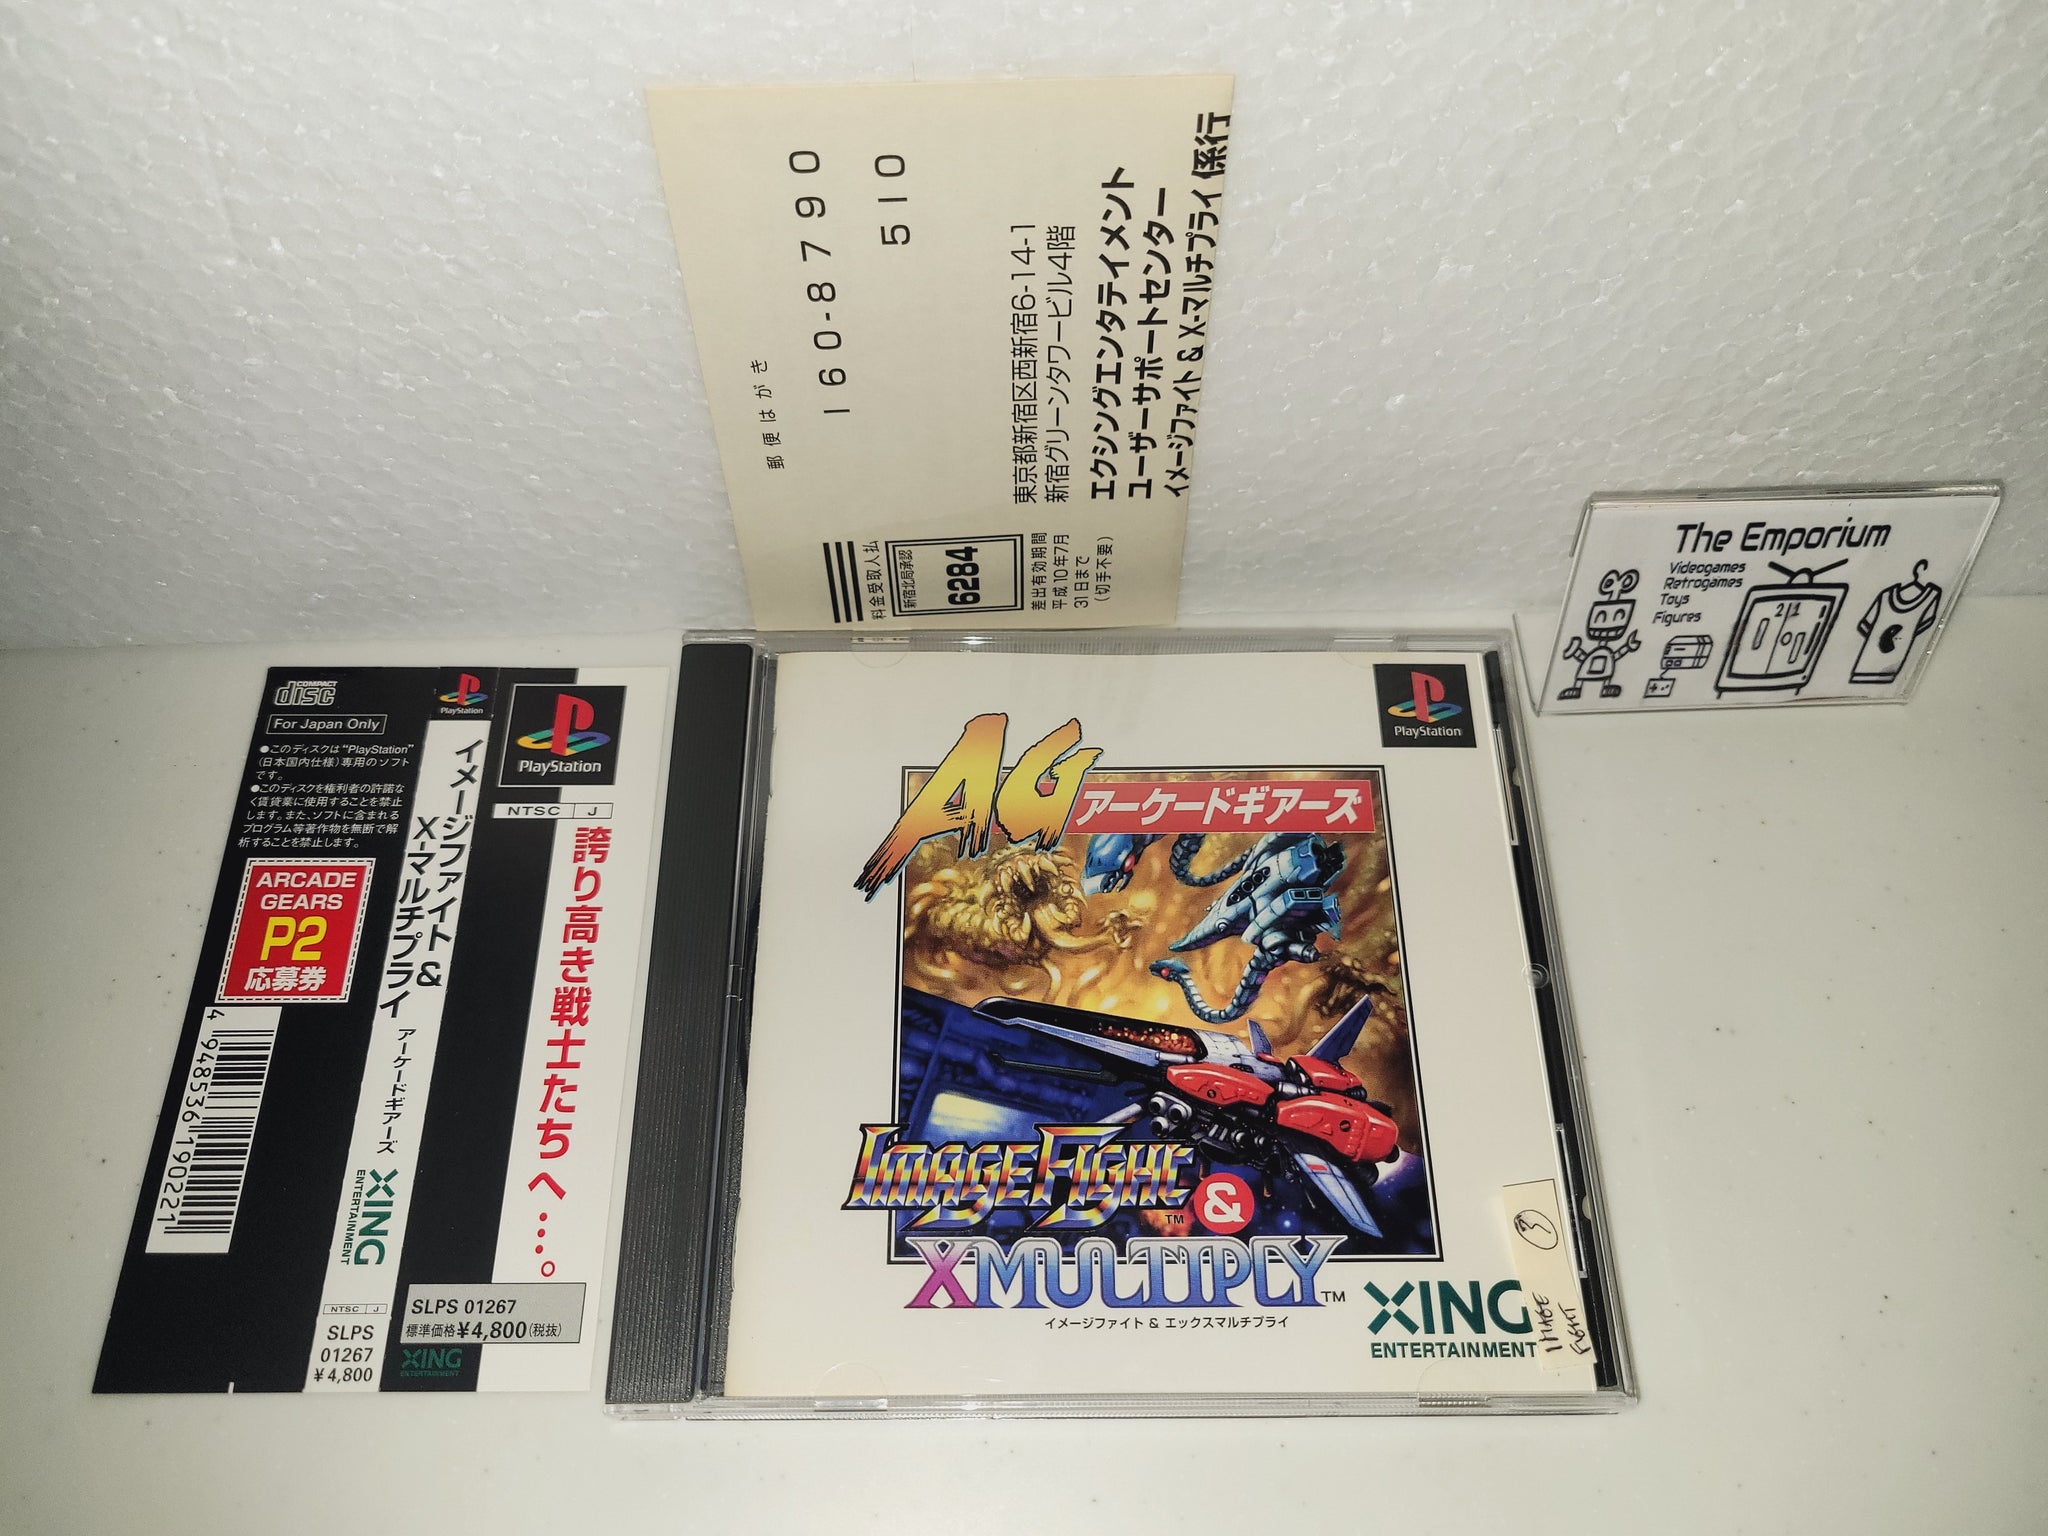 郵便はがき
160-8790
510
東京都新宿区西新宿6-14-1
新宿グリーンタワービル4階
エクシングエンタテイメント
ユーザーサポートセンター
イメージファイト & X-マルチプライ 係行
料金受取人払
新宿北局承認
6284
差出有効期間
平成10年7月
31日まで
(切手不要)
The Emporium
Videogames
Retrogames
Toys
Figures
21
COMPACT
disc
For Japan Only
●このディスクは"PlayStation"
(日本国内仕様)専用のソフト
です。
●このディスクを権利者の許諾な
く賃貸業に使用することを禁止
します。また、ソフトに含まれる
プログラム等著作物を無断で解
析することを禁止します。
ARCADE
GEARS
P2
応募券
4 948536 190221
PlayStation
イメージファイト&
X-マルチプライ
アーケードギアーズ
XING
ENTERTAINMENT
NTSC J
SLPS
01267
¥4,800
PlayStation
NTSC J
誇り高き戦士たちへ・・・。
SLPS 01267
標準価格¥4,800(税抜)
XING
ENTERTAINMENT
PlayStation
AG
アーケードギアーズ
IMAGE FIGHT™
&
XMULTIPLY™
イメージファイト & エックスマルチプライ
XING
ENTERTAINMENT
3
IMAGE
FIGHT